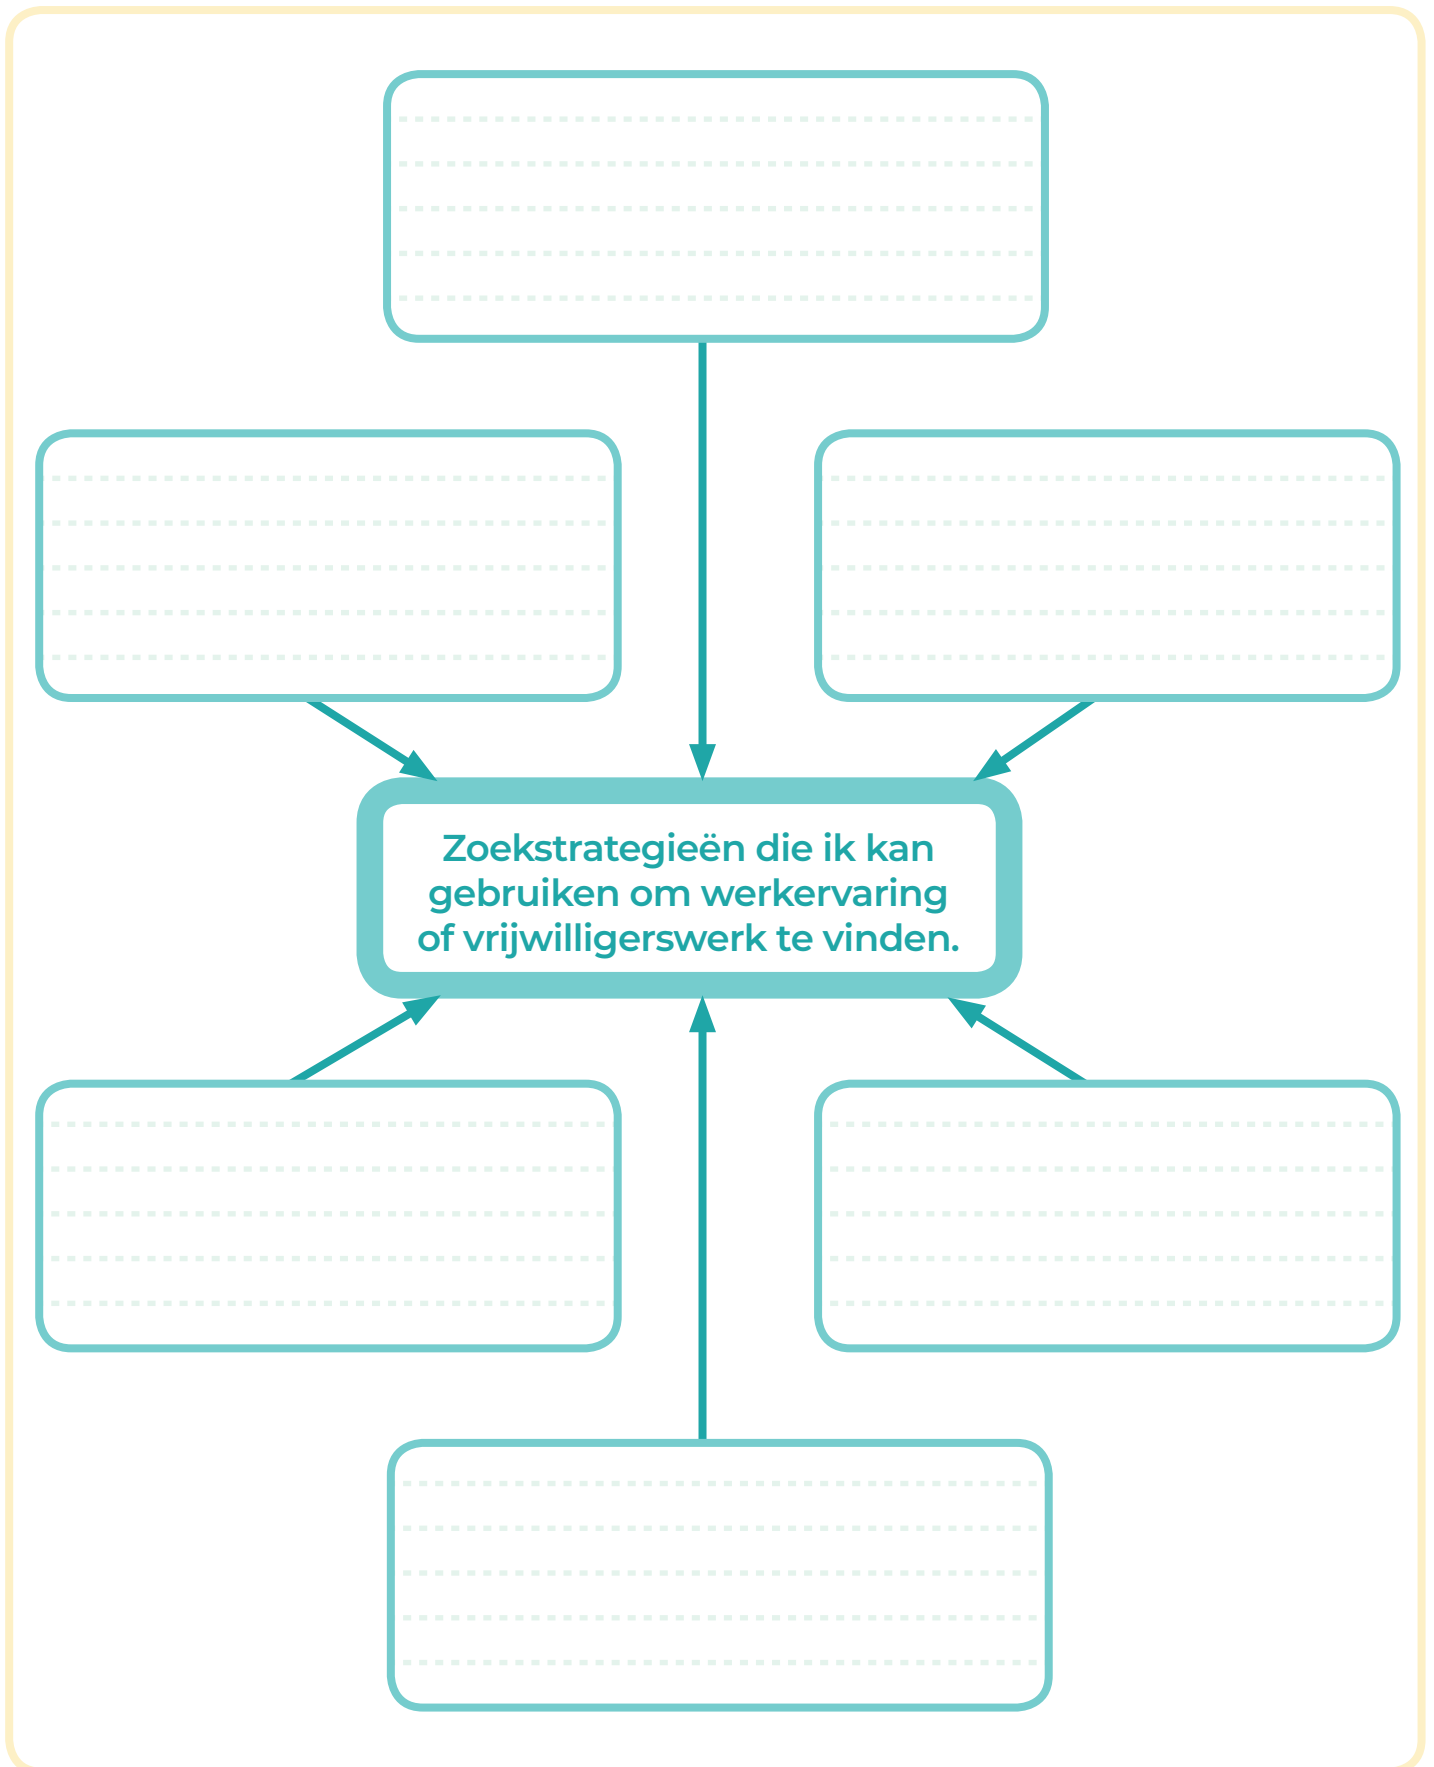 Zoekstrategieën die ik kan
gebruiken om werkervaring
of vrijwilligerswerk te vinden.